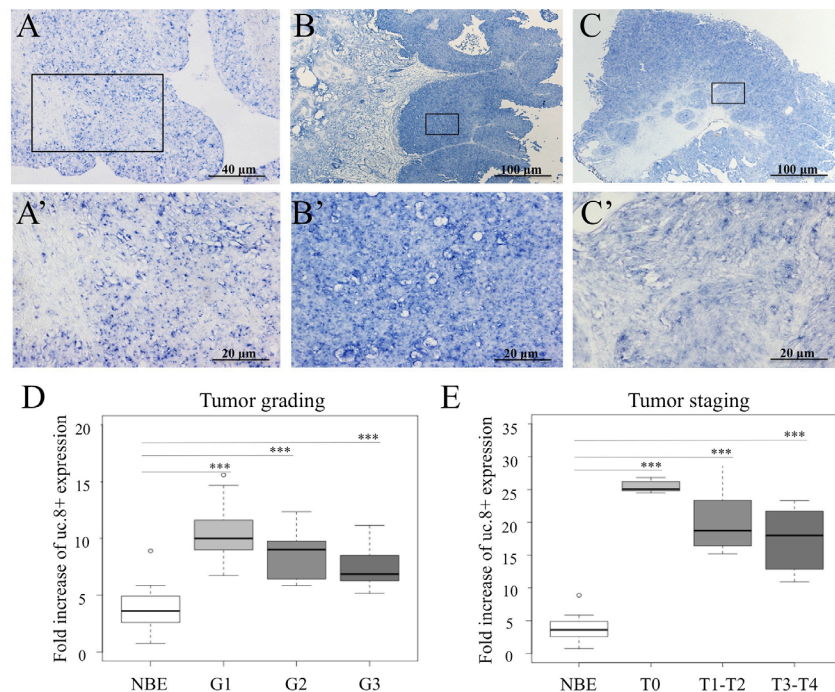 A
B
C
40 µm
100 µm
100 µm
A'
B'
C'
20 µm
20 µm
20 µm
D
Tumor grading
Fold increase of uc.8+ expression
20
15
10
5
0
***
***
***
NBE
G1
G2
G3
E
Tumor staging
Fold increase of uc.8+ expression
35
30
25
20
15
10
5
0
***
***
***
NBE
T0
T1-T2
T3-T4